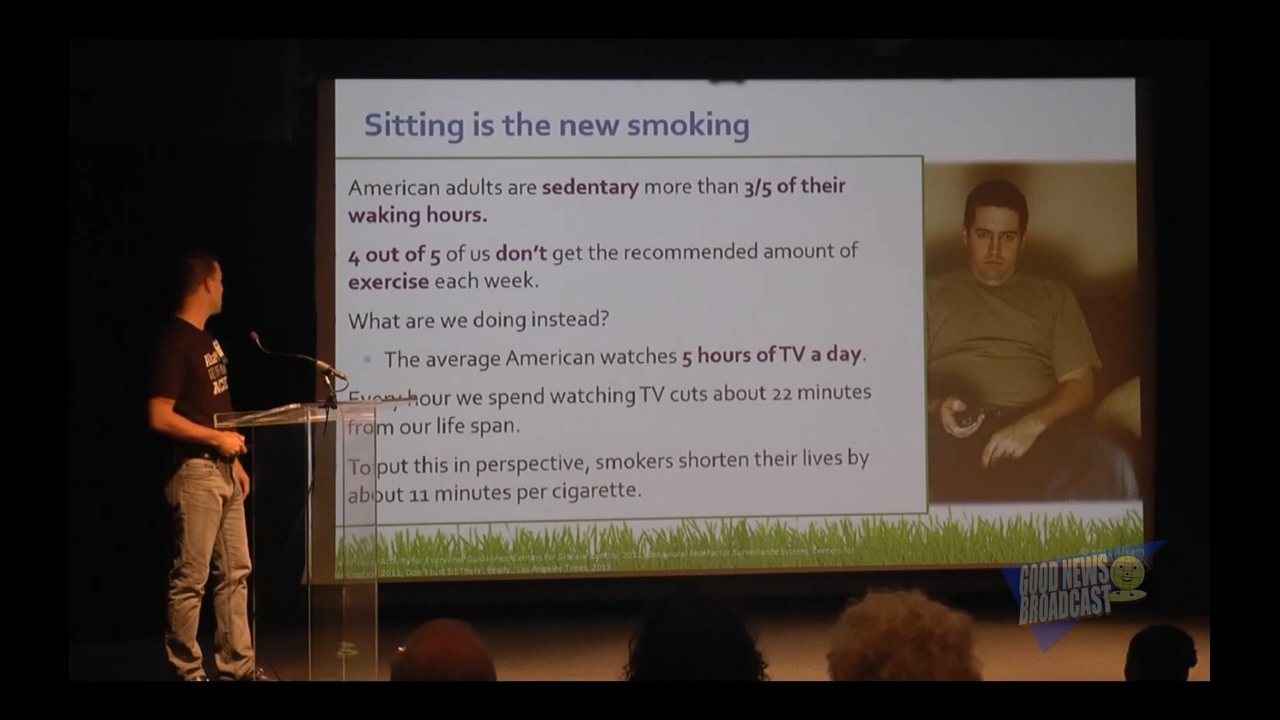 Sitting is the new smoking
American adults are sedentary more than 3/5 of their
waking hours.
4 out of 5 of us don't get the recommended amount of
exercise each week.
What are we doing instead?
The average American watches 5 hours of TV a day.
Every hour we spend watching TV cuts about 22 minutes
from our life span.
To put this in perspective, smokers shorten their lives by
about 11 minutes per cigarette.
GOOD NEWS
BROADCAST